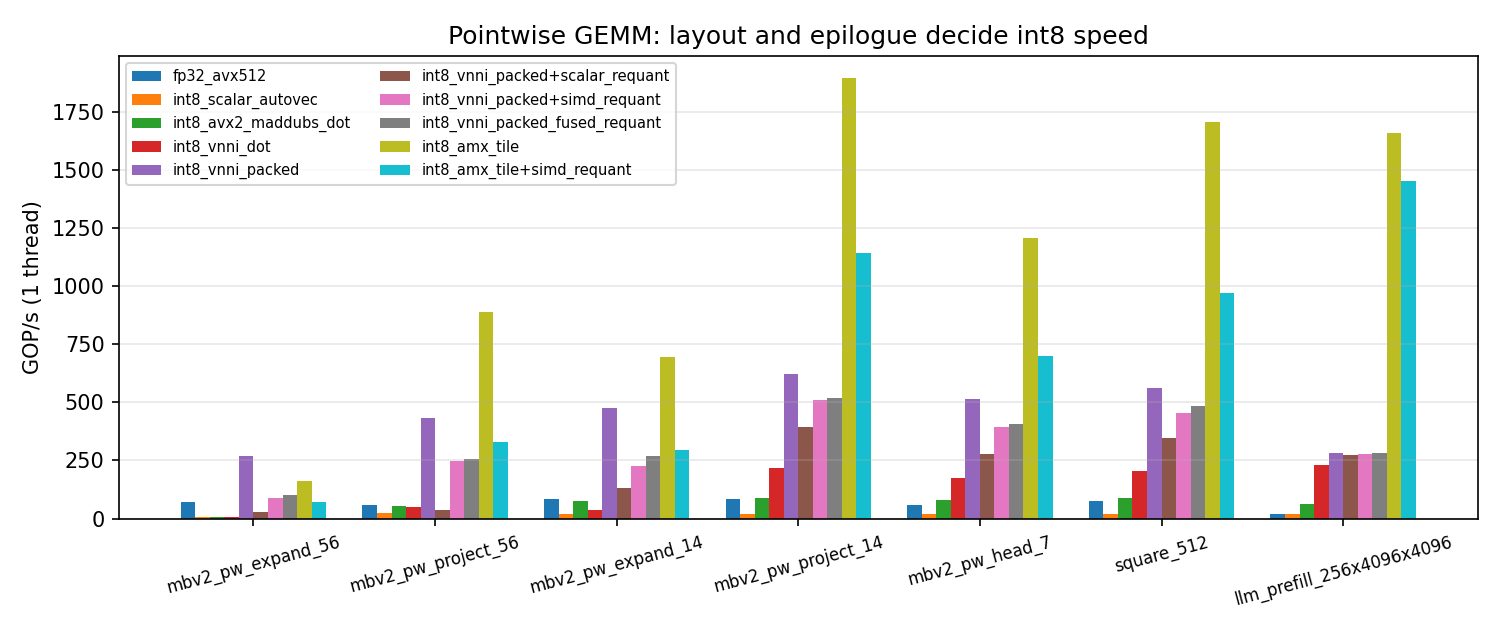 Pointwise GEMM: layout and epilogue decide int8 speed
GOP/s (1 thread)
1750
1500
1250
1000
750
500
250
0
fp32_avx512
int8_scalar_autovec
int8_avx2_maddubs_dot
int8_vnni_dot
int8_vnni_packed
int8_vnni_packed+scalar_requant
int8_vnni_packed+simd_requant
int8_vnni_packed_fused_requant
int8_amx_tile
int8_amx_tile+simd_requant
mbv2_pw_expand_56
mbv2_pw_project_56
mbv2_pw_expand_14
mbv2_pw_project_14
mbv2_pw_head_7
square_512
llm_prefill_256x4096x4096